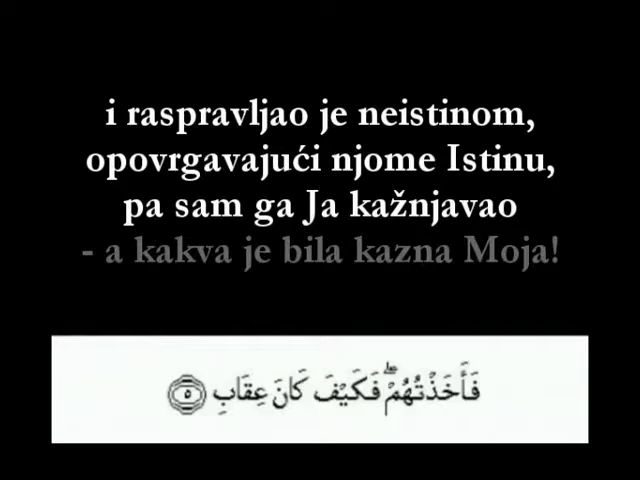 i raspravljao je neistinom,
opovrgavajući njome Istinu,
pa sam ga Ja kažnjavao
- a kakva je bila kazna Moja!
فَأَخَذْتُهُمْ ۖ فَكَيْفَ كَانَ عِقَابِ ٥